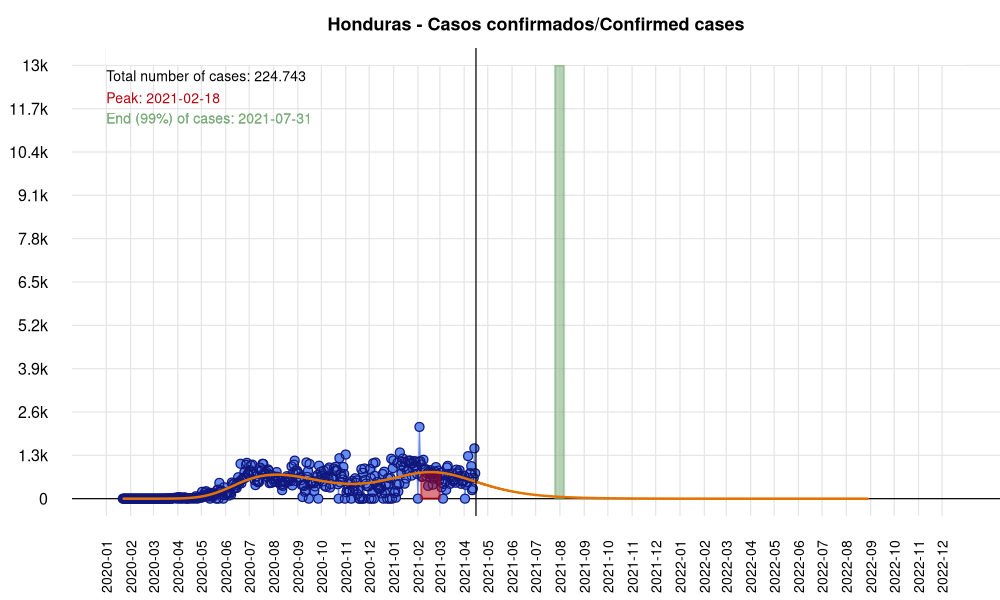 Honduras - Casos confirmados/Confirmed cases
Total number of cases: 224.743
Peak: 2021-02-18
End (99%) of cases: 2021-07-31
13k
11.7k
10.4k
9.1k
7.8k
6.5k
5.2k
3.9k
2.6k
1.3k
0
2020-01
2020-02
2020-03
2020-04
2020-05
2020-06
2020-07
2020-08
2020-09
2020-10
2020-11
2020-12
2021-01
2021-02
2021-03
2021-04
2021-05
2021-06
2021-07
2021-08
2021-09
2021-10
2021-11
2021-12
2022-01
2022-02
2022-03
2022-04
2022-05
2022-06
2022-07
2022-08
2022-09
2022-10
2022-11
2022-12